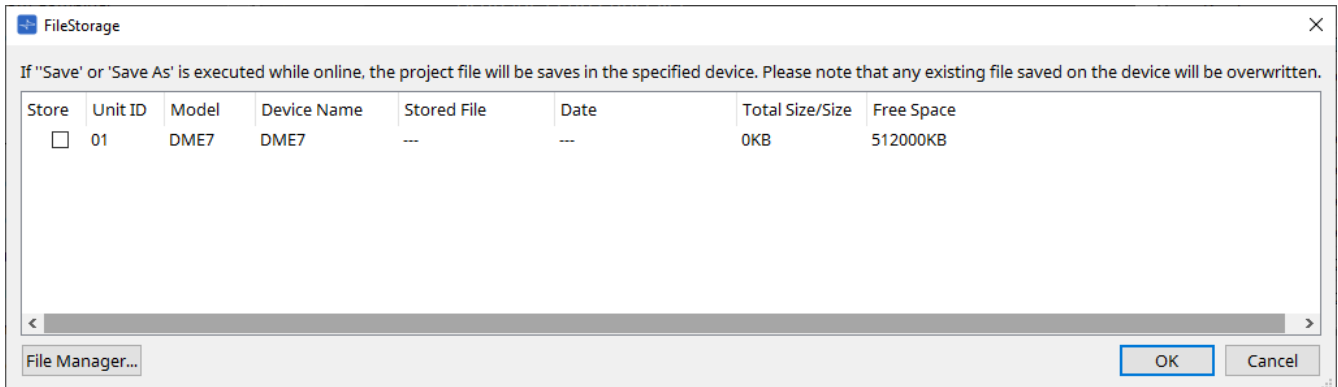 FileStorage
If "Save' or 'Save As' is executed while online, the project file will be saves in the specified device. Please note that any existing file saved on the device will be overwritten.
Store Unit ID Model Device Name Stored File Date Total Size/Size Free Space
01 DME7 DME7 --- --- 0KB 512000KB
File Manager... OK Cancel